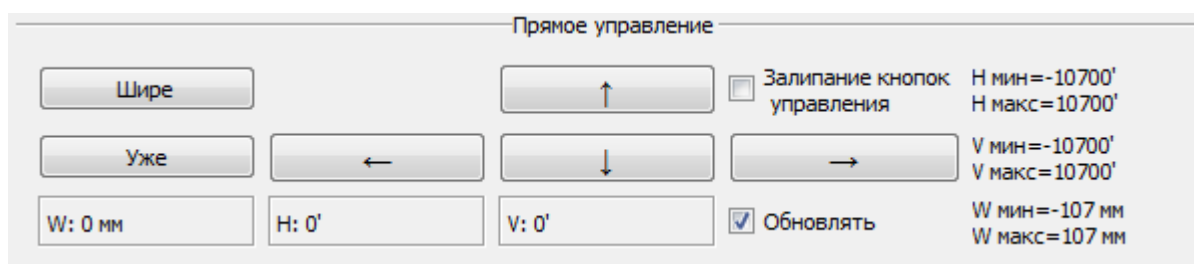 Прямое управление
Шире
↑
Залипание кнопок
управления
H мин=-10700'
H макс=10700'
Уже
←
↓
→
V мин=-10700'
V макс=10700'
W: 0 мм
H: 0'
V: 0'
Обновлять
W мин=-107 мм
W макс=107 мм